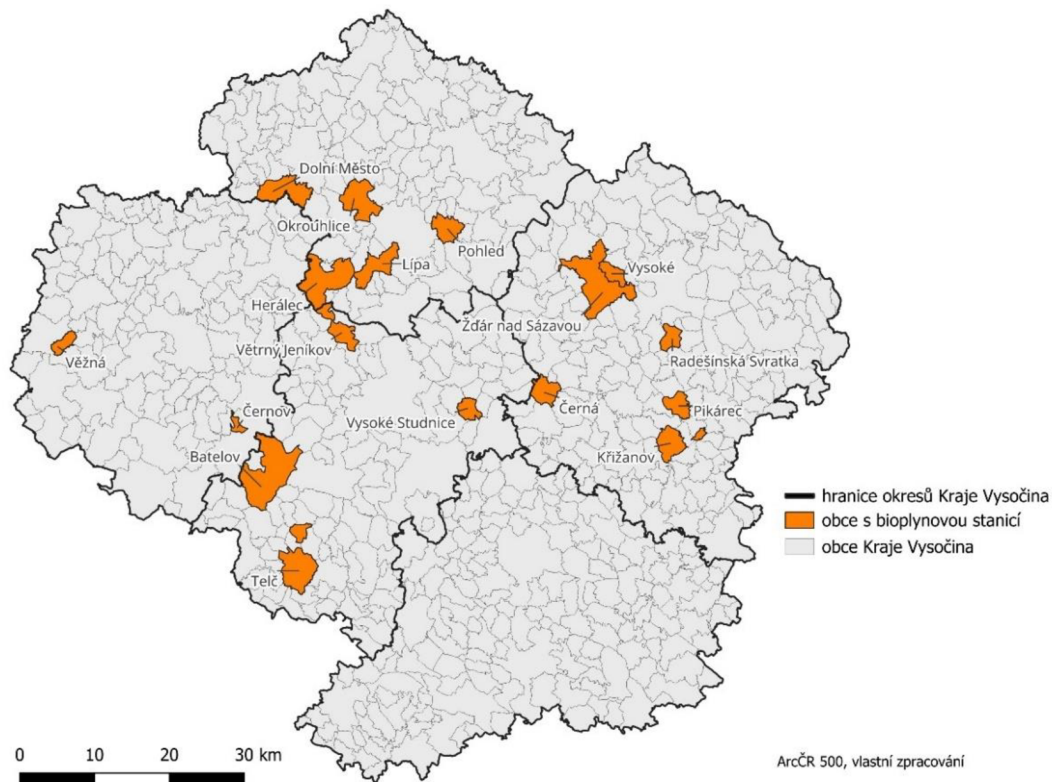 Dolní Město
Okrouhlice
Pohled
Lípa
Vysoké
Herálec
Žďár nad Sázavou
Větrný Jeníkov
Radešínská Svratka
Věžná
Černov
Vysoké Studnice
Černá
Pikárec
Batelov
Křižanov
Telč
hranice okresů Kraje Vysočina
obce s bioplynovou stanicí
obce Kraje Vysočina
0 10 20 30 km
ArcČR 500, vlastní zpracování